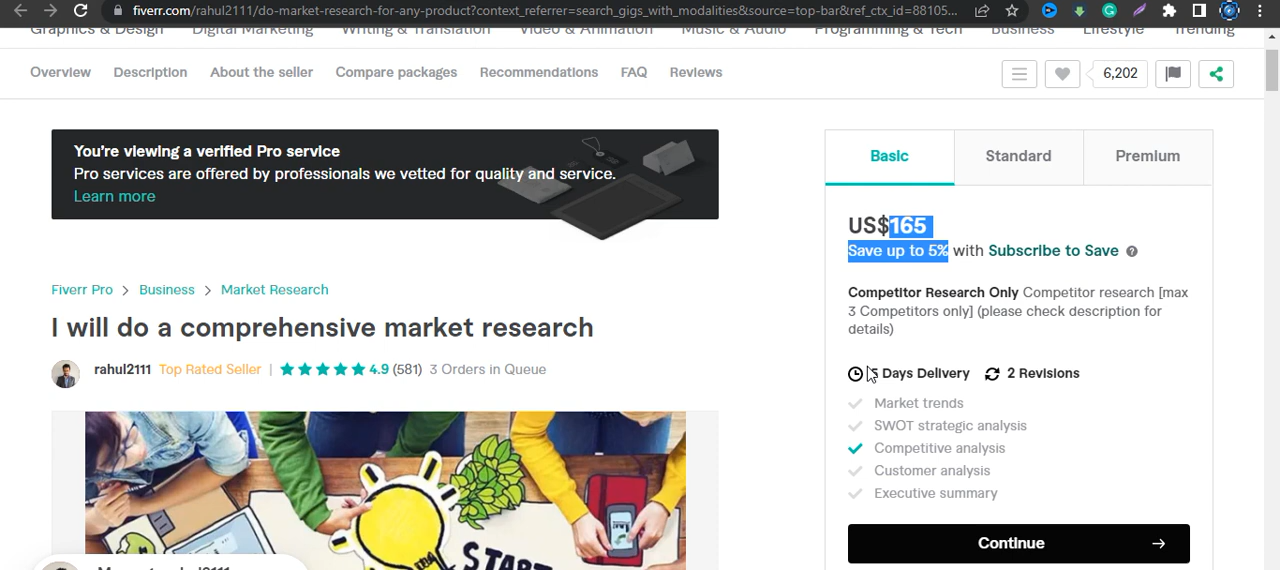 fiverr.com/rahul2111/do-market-research-for-any-product?context_referrer=search_gigs_with_modalities&source=top-bar&ref_ctx_id=88105...
Graphics & Design Digital Marketing Writing & Translation Video & Animation Music & Audio Programming & Tech Business Lifestyle Trending
Overview Description About the seller Compare packages Recommendations FAQ Reviews 6,202
You're viewing a verified Pro service
Pro services are offered by professionals we vetted for quality and service.
Learn more
Basic Standard Premium
US$165
Save up to 5% with Subscribe to Save
Competitor Research Only Competitor research [max
3 Competitors only] (please check description for
details)
Days Delivery 2 Revisions
Market trends
SWOT strategic analysis
Competitive analysis
Customer analysis
Executive summary
Continue
Fiverr Pro > Business > Market Research
I will do a comprehensive market research
rahul2111 Top Rated Seller | 4.9 (581) 3 Orders in Queue
START